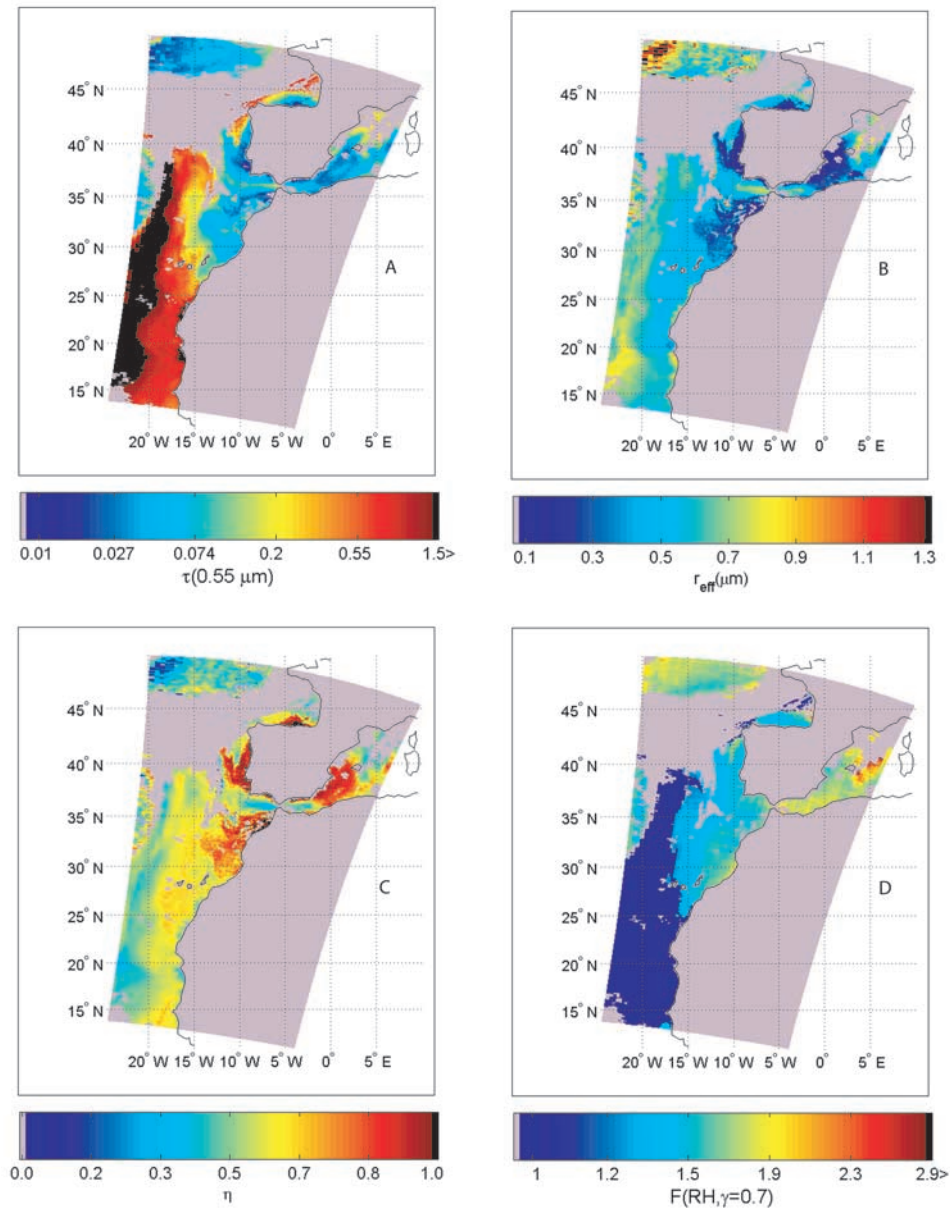 45° N
40° N
35° N
30° N
25° N
20° N
15° N
A
20° W 15° W 10° W 5° W 0° 5° E
0.01 0.027 0.074 0.2 0.55 1.5>
τ(0.55 μm)
45° N
40° N
35° N
30° N
25° N
20° N
15° N
B
20° W 15° W 10° W 5° W 0° 5° E
0.1 0.3 0.5 0.7 0.9 1.1 1.3
r_eff(μm)
45° N
40° N
35° N
30° N
25° N
20° N
15° N
C
20° W 15° W 10° W 5° W 0° 5° E
0.0 0.2 0.3 0.5 0.7 0.8 1.0
η
45° N
40° N
35° N
30° N
25° N
20° N
15° N
D
20° W 15° W 10° W 5° W 0° 5° E
1 1.2 1.5 1.9 2.3 2.9>
F(RH,γ=0.7)